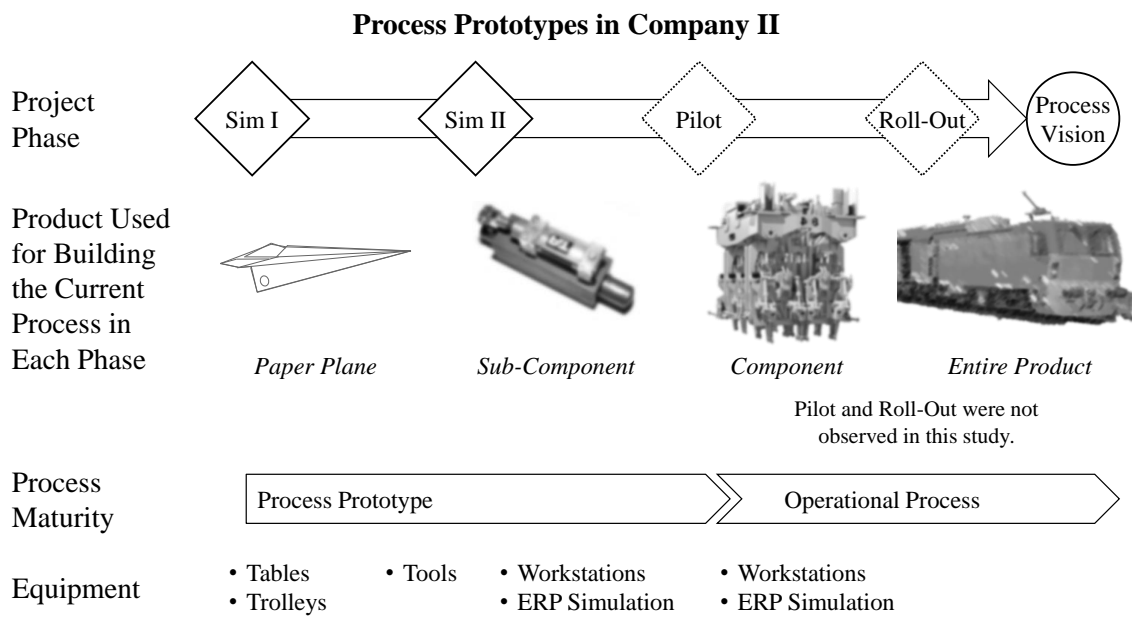 Process Prototypes in Company II
Project
Phase
Sim I
Sim II
Pilot
Roll-Out
Process
Vision
Product Used
for Building
the Current
Process in
Each Phase
Paper Plane
Sub-Component
Component
Entire Product
Pilot and Roll-Out were not
observed in this study.
Process
Maturity
Process Prototype
Operational Process
Equipment
• Tables
• Trolleys
• Tools
• Workstations
• ERP Simulation
• Workstations
• ERP Simulation